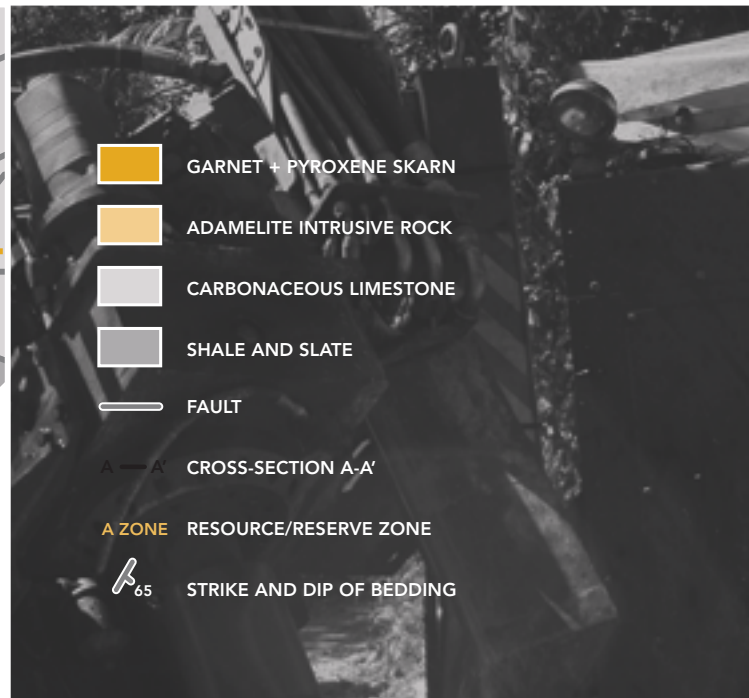 GARNET + PYROXENE SKARN
ADAMELITE INTRUSIVE ROCK
CARBONACEOUS LIMESTONE
SHALE AND SLATE
FAULT
A A' CROSS-SECTION A-A'
A ZONE RESOURCE/RESERVE ZONE
65 STRIKE AND DIP OF BEDDING